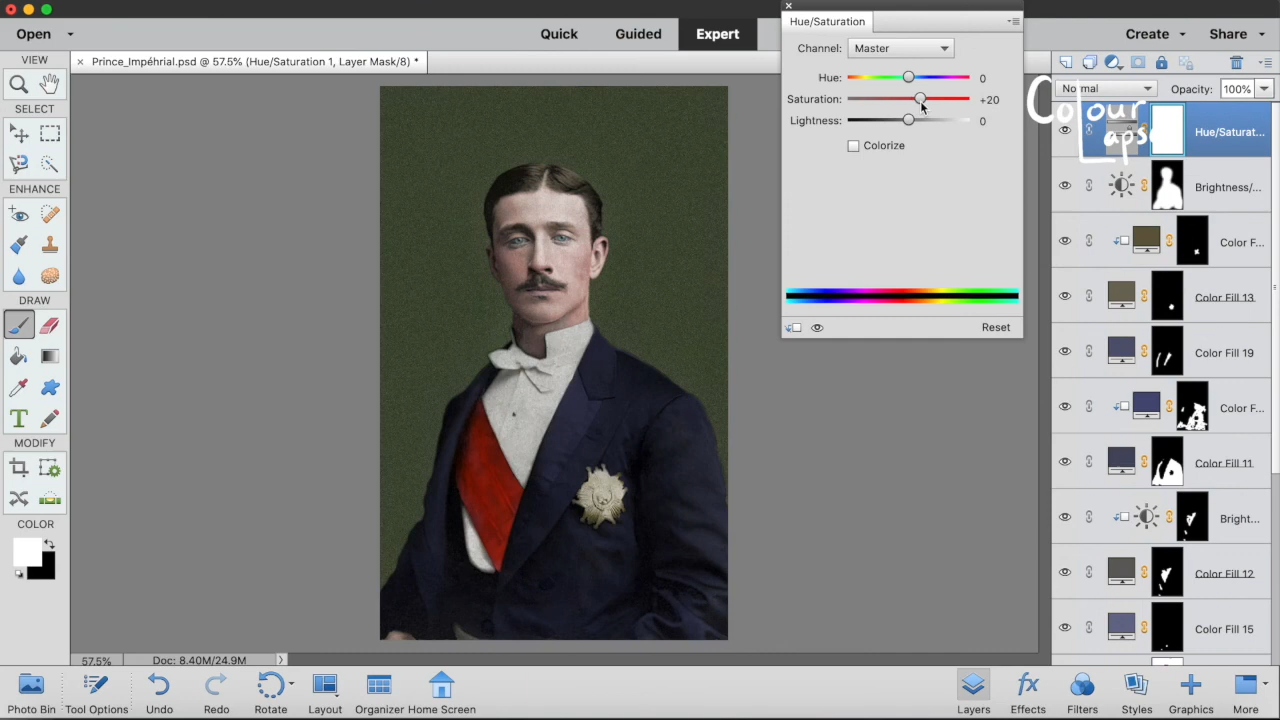 Hue/Saturation
Open Quick Guided Expert Create Share
Channel: Master
VIEW
Prince_Impéhrial.psd @ 57.5% (Hue/Saturation 1, Layer Mask/8) *
Hue: 0
Normal Opacity: 100%
Saturation: +20
SELECT
Colour
Lapse
Lightness: 0
Hue/Saturat...
Colorize
ENHANCE
Brightness/...
Color F...
DRAW
Color Fill 13
Reset
Color Fill 19
T
Color F...
MODIFY
Color Fill 11
COLOR
Bright...
Color Fill 12
Color Fill 15
57.5% Doc: 8.40M/24.9M
Photo Bin Tool Options Undo Redo Rotate Layout Organizer Home Screen Layers Effects Filters Styles Graphics More